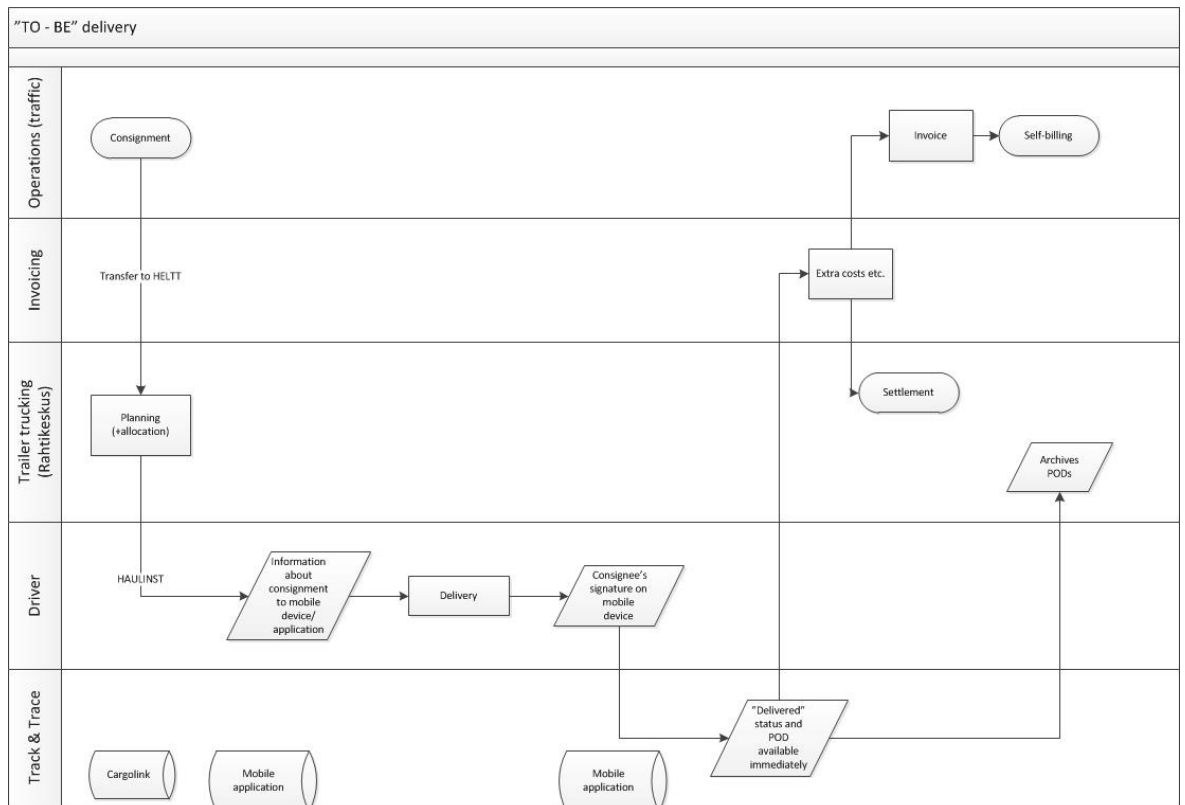 ”TO - BE” delivery
Operations (traffic)
Consignment
Invoice
Self-billing
Invoicing
Transfer to HELTT
Extra costs etc.
Trailer trucking
(Rahtikeskus)
Planning
(+allocation)
Settlement
Archives
PODs
Driver
HAULINST
Information
about
consignment
to mobile
device/
application
Delivery
Consignee’s
signature on
mobile
device
Track & Trace
”Delivered”
status and
POD
available
immediately
Cargolink
Mobile
application
Mobile
application